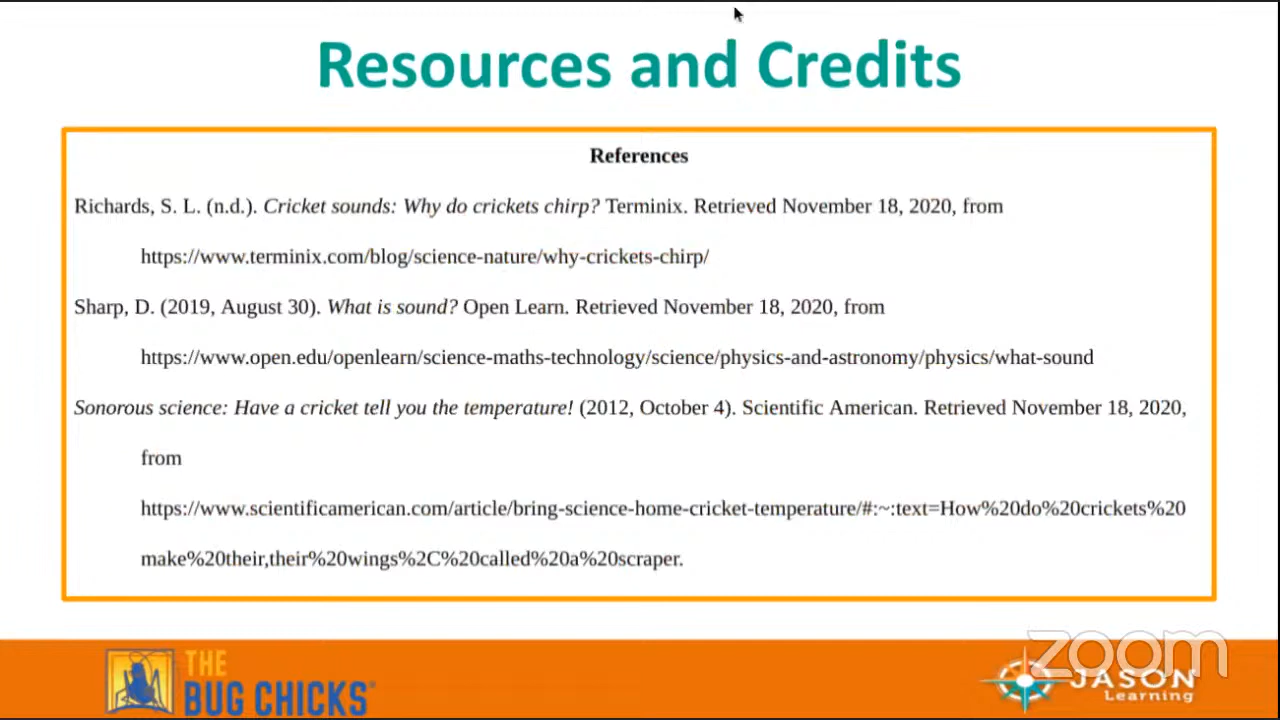 Resources and Credits
References
Richards, S. L. (n.d.). Cricket sounds: Why do crickets chirp? Terminix. Retrieved November 18, 2020, from
https://www.terminix.com/blog/science-nature/why-crickets-chirp/
Sharp, D. (2019, August 30). What is sound? Open Learn. Retrieved November 18, 2020, from
https://www.open.edu/openlearn/science-maths-technology/science/physics-and-astronomy/physics/what-sound
Sonorous science: Have a cricket tell you the temperature! (2012, October 4). Scientific American. Retrieved November 18, 2020,
from
https://www.scientificamerican.com/article/bring-science-home-cricket-temperature/#:~:text=How%20do%20crickets%20
make%20their,their%20wings%2C%20called%20a%20scraper.
THE
BUG CHICKS®
zoom
JASON
Learning